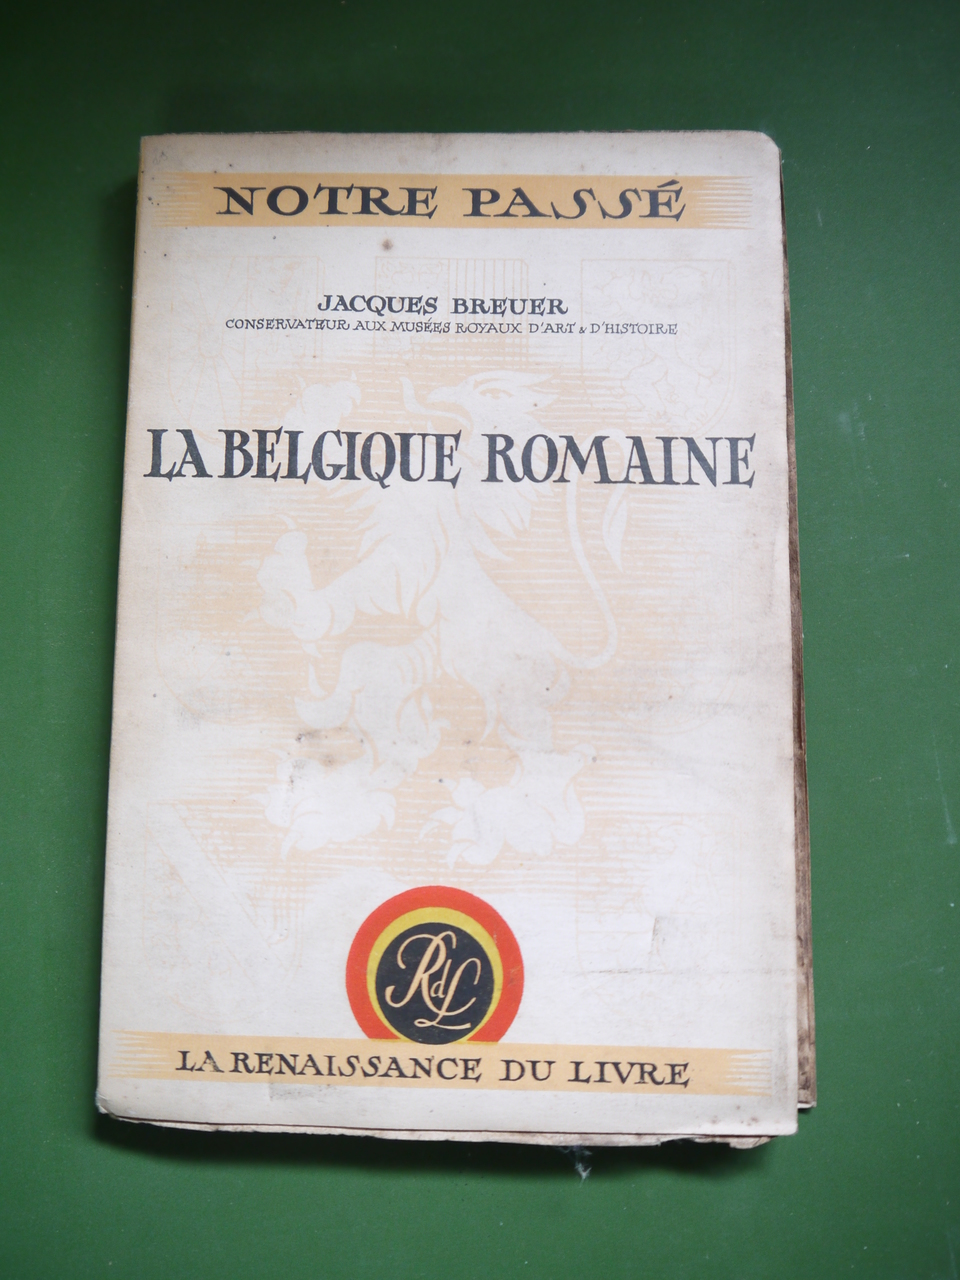 NOTRE PASSÉ
JACQUES BREUER
CONSERVATEUR AUX MUSÉES ROYAUX D'ART & D'HISTOIRE
LA BELGIQUE ROMAINE
RdL
LA RENAISSANCE DU LIVRE